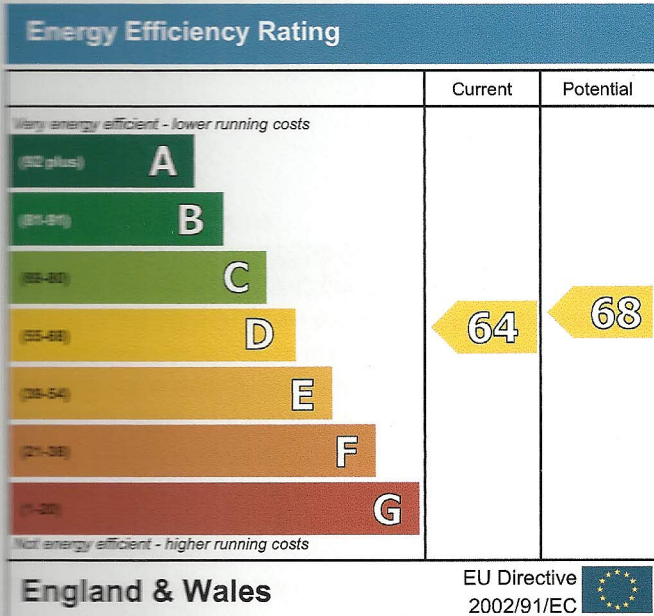 Energy Efficiency Rating
Current Potential
Very energy efficient - lower running costs
(92 plus) A
(81-91) B
(69-80) C
(55-68) D
64 68
(39-54) E
(21-38) F
(1-20) G
Not energy efficient - higher running costs
England & Wales
EU Directive
2002/91/EC